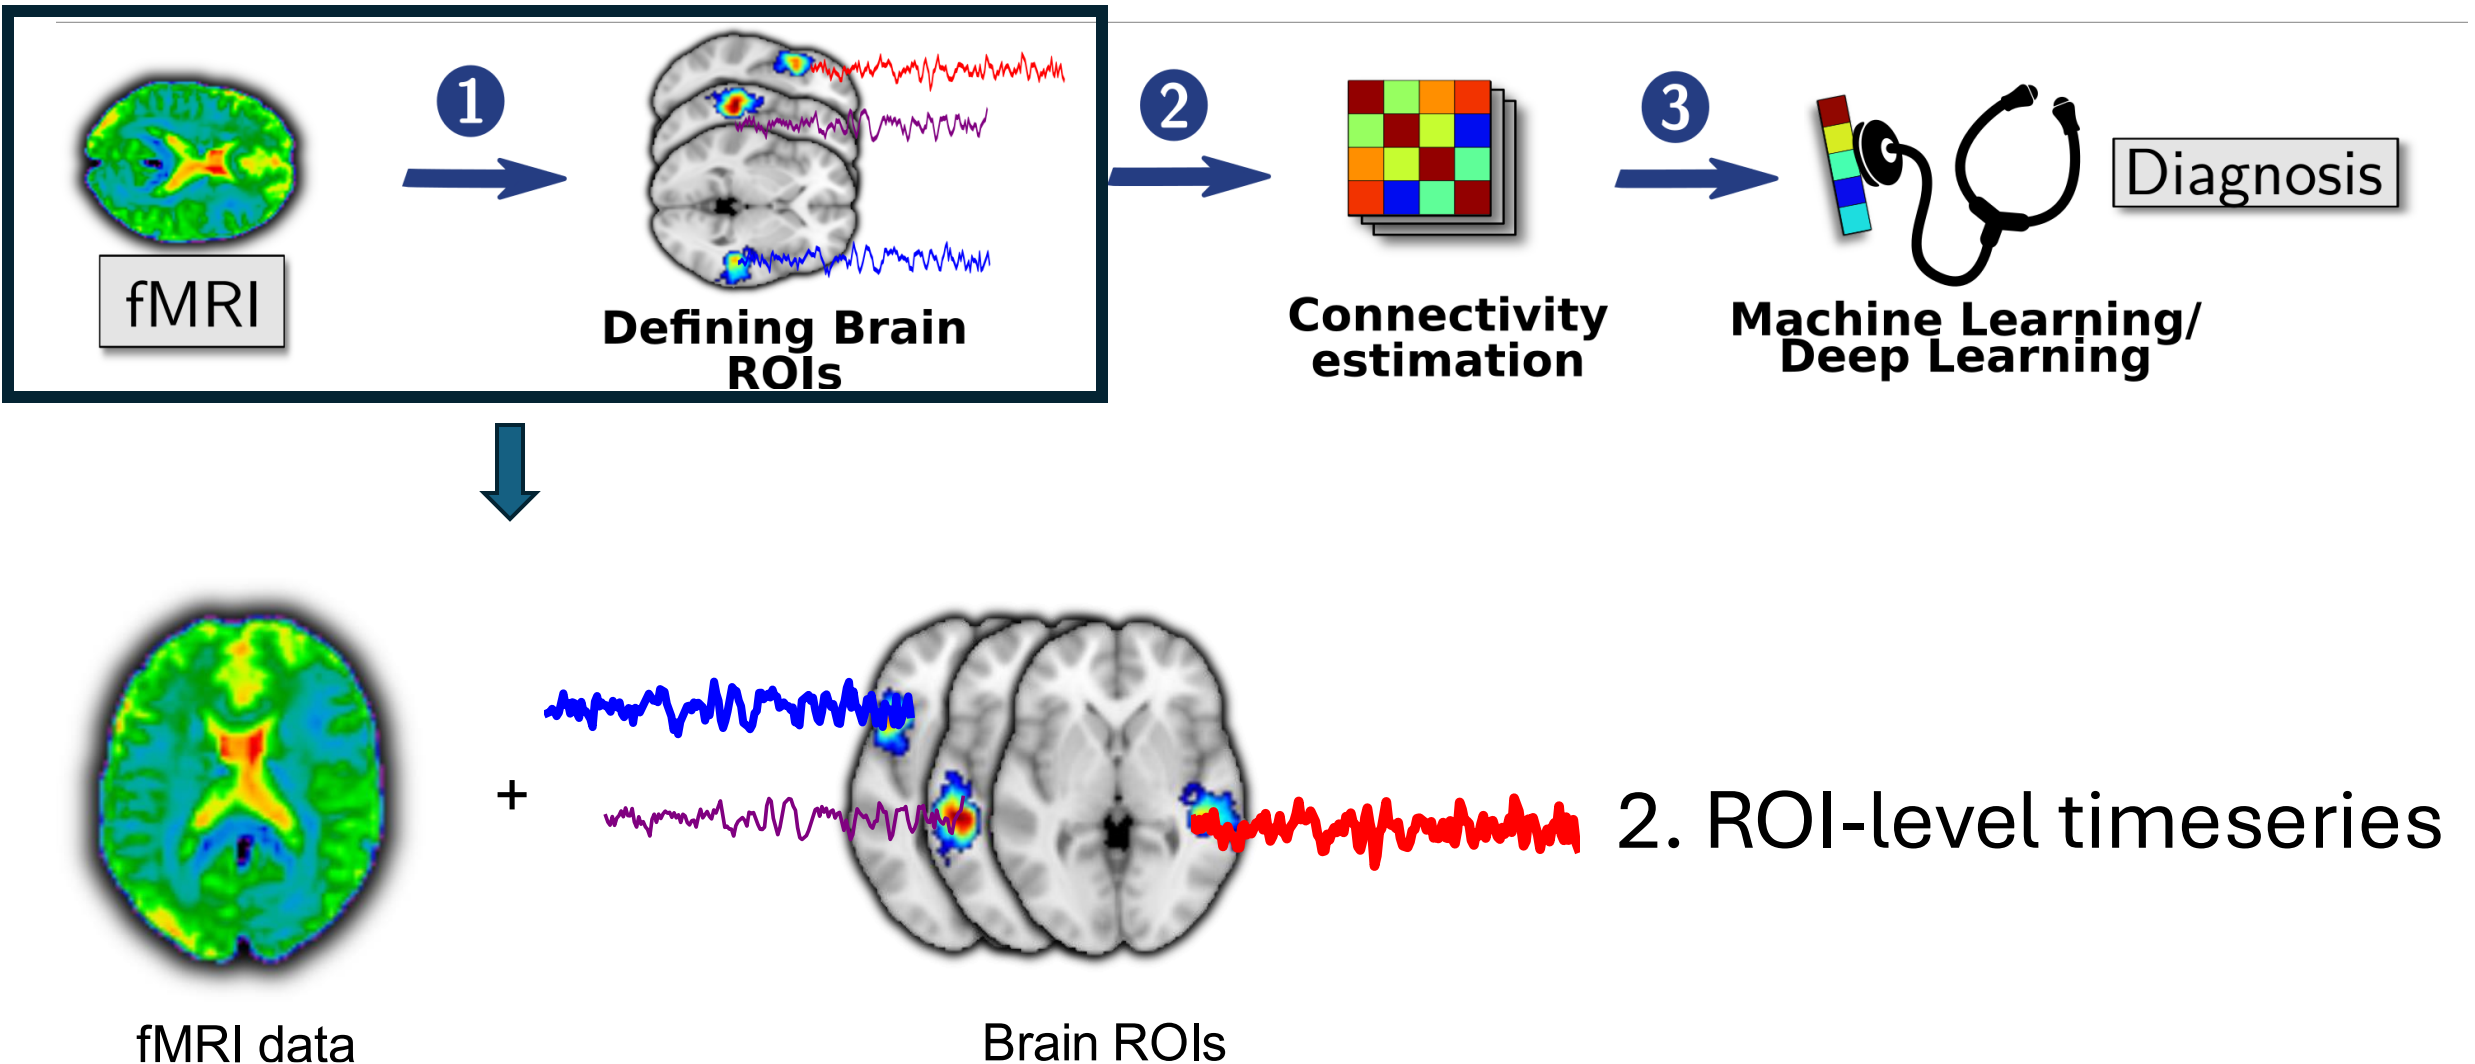 1
2
3
fMRI
Defining Brain
ROIs
Connectivity
estimation
Machine Learning/
Deep Learning
Diagnosis
+
2. ROI-level timeseries
fMRI data
Brain ROIs